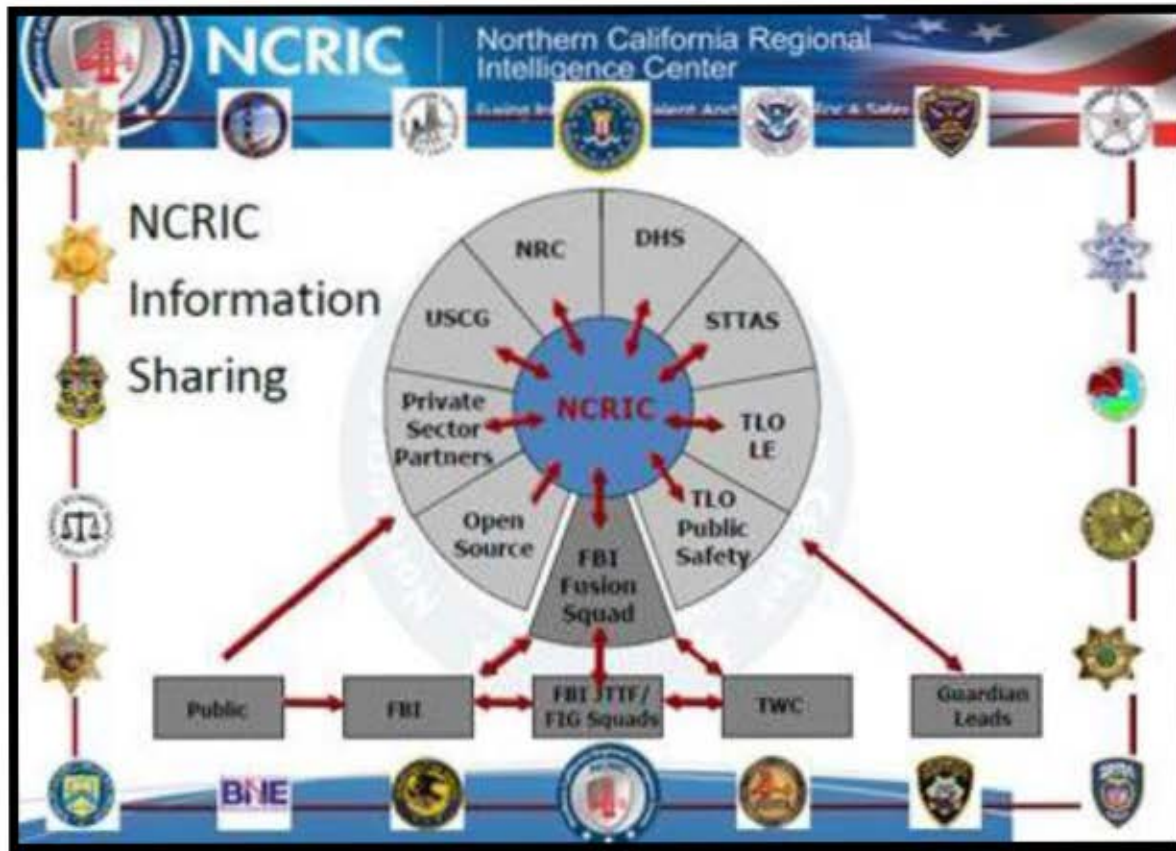 NCRIC
Northern California Regional
Intelligence Center
NCRIC
Information
Sharing
NRC
DHS
USCG
STTAS
Private
Sector
Partners
NCRIC
TLO
LE
Open
Source
TLO
Public
Safety
FBI
Fusion
Squad
Public
FBI
FBI JTTF/
FIG Squads
TWC
Guardian
Leads
BNE